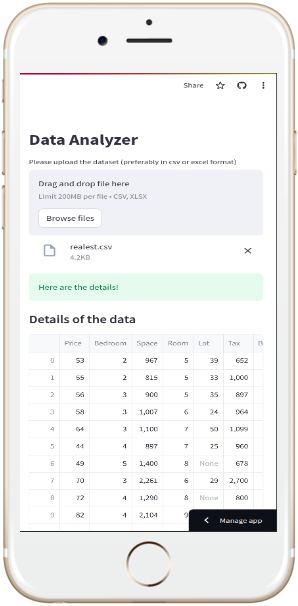 Share
Data Analyzer
Please upload the dataset (preferably in csv or excel format)
Drag and drop file here
Limit 200MB per file • CSV, XLSX
Browse files
realest.csv
4.2KB
Here are the details!
Details of the data
Price Bedroom Space Room Lot Tax B
0 53 2 967 5 39 652
1 55 2 815 5 33 1,000
2 56 3 900 5 35 897
3 58 3 1,007 6 24 964
4 64 3 1,100 7 50 1,099
5 44 4 897 7 25 960
6 49 5 1,400 8 None 678
7 70 3 2,261 6 29 2,700
8 72 4 1,290 8 None 800
9 82 4 2,104 9
Manage app